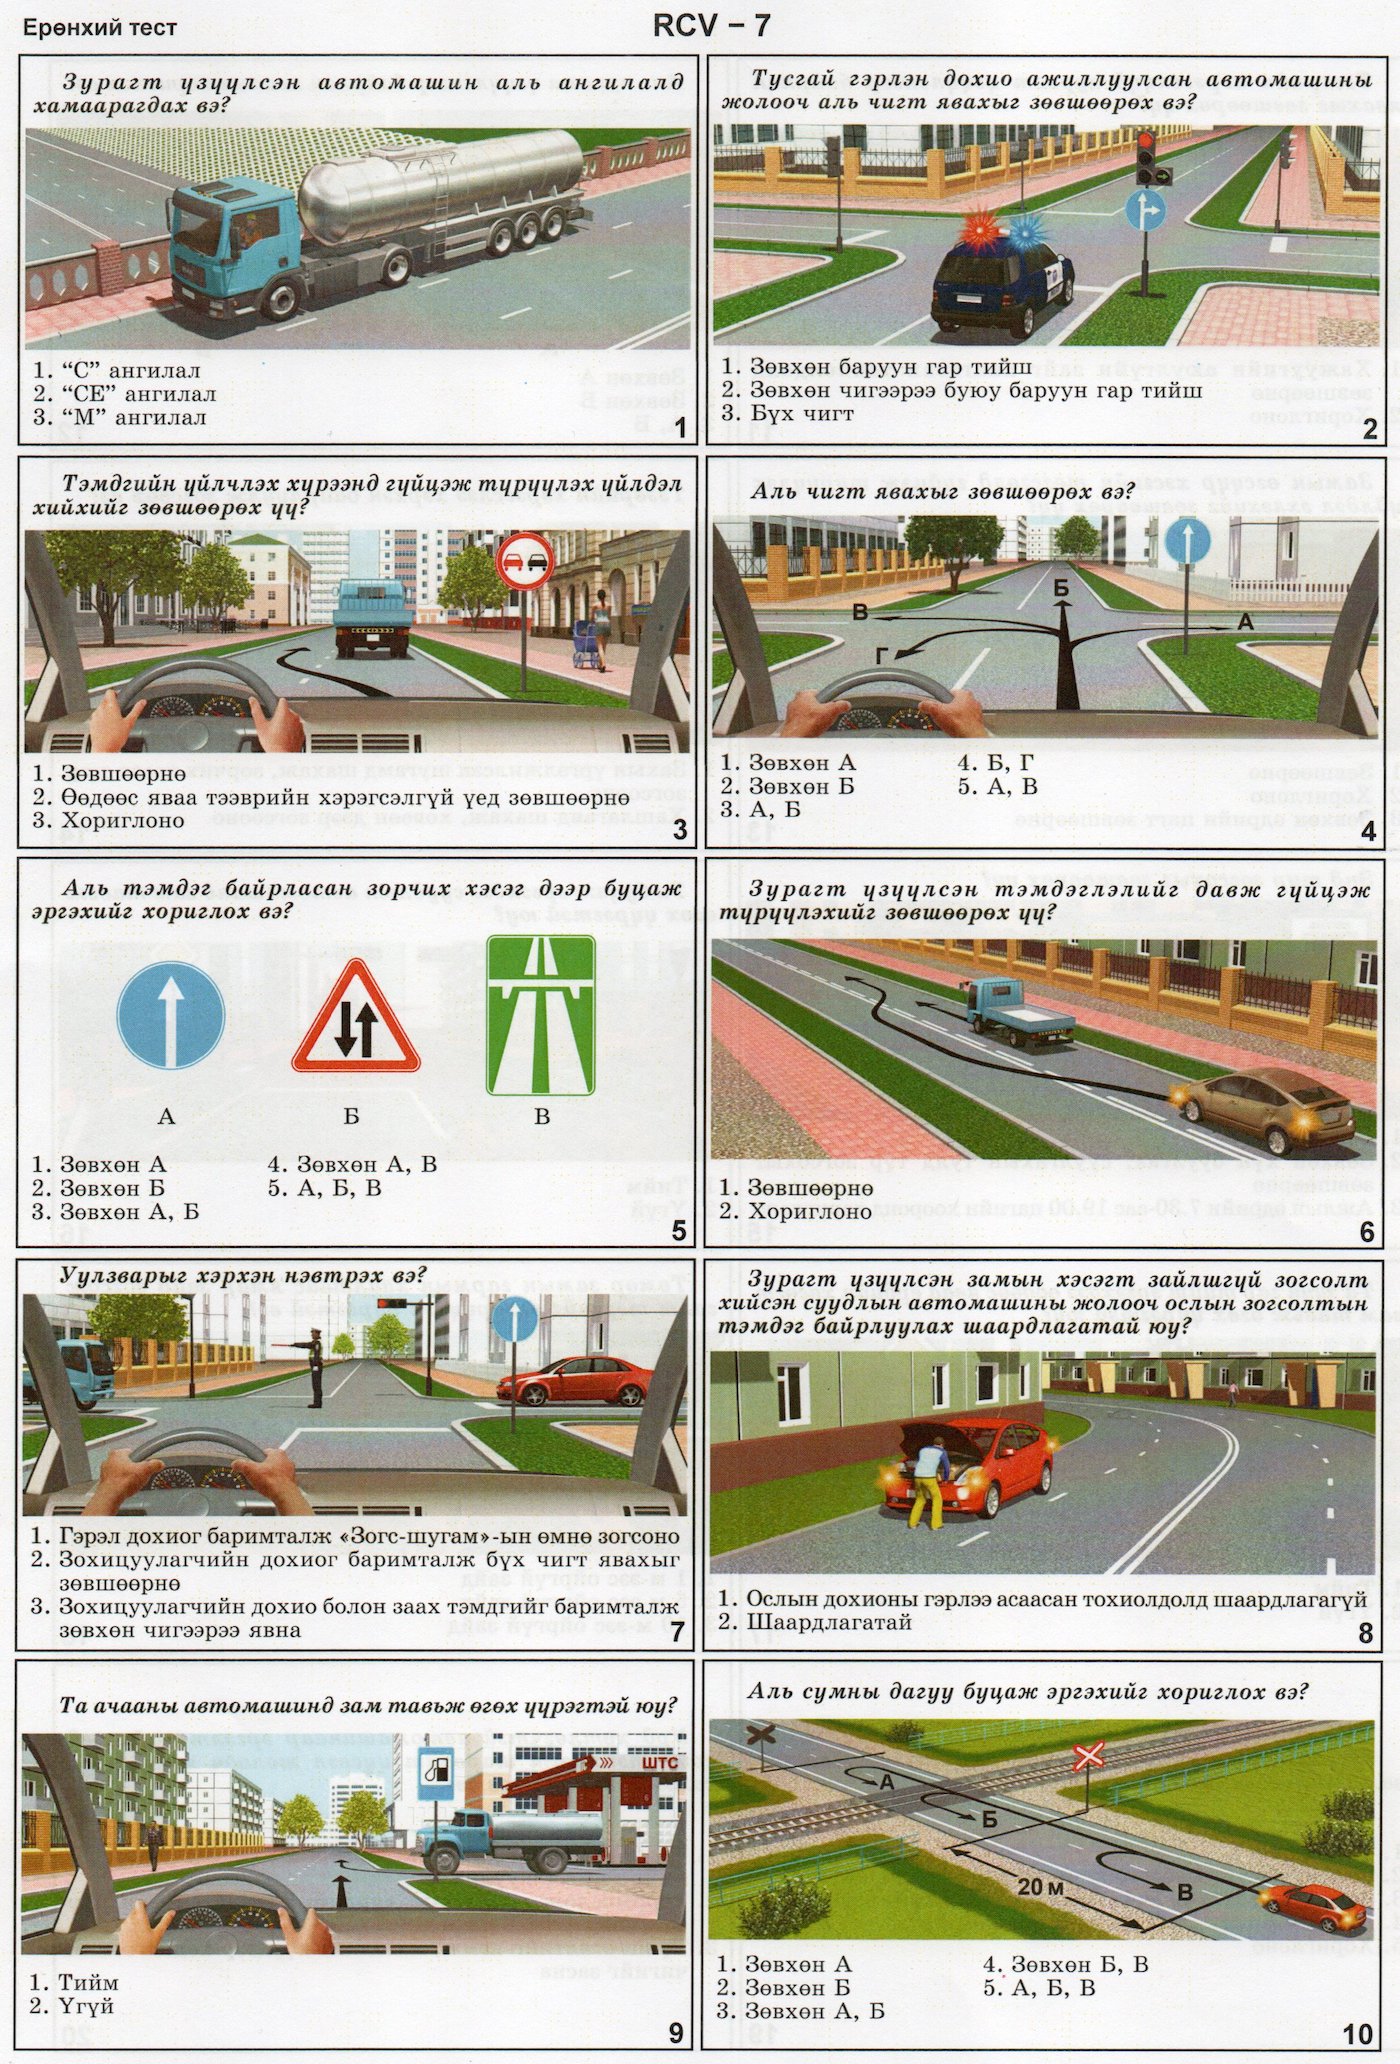 Ерөнхий тест
RCV – 7
Зурагт үзүүлсэн автомашин аль ангилалд
хамаарагдах вэ?
1. “С” ангилал
2. “СЕ” ангилал
3. “М” ангилал
1
Тусгай гэрлэн дохио ажиллуулсан автомашины
жолооч аль чигт явахыг зөвшөөрөх вэ?
1. Зөвхөн баруун гар тийш
2. Зөвхөн чигээрээ буюу баруун гар тийш
3. Бүх чигт
2
Тэмдгийн үйлчлэх хүрээнд гүйцэж түрүүлэх үйлдэл
хийхийг зөвшөөрөх үү?
1. Зөвшөөрнө
2. Өөдөөс яваа тээврийн хэрэгсэлгүй үед зөвшөөрнө
3. Хориглоно
3
Аль чигт явахыг зөвшөөрөх вэ?
Б
В
А
Г
1. Зөвхөн А
2. Зөвхөн Б
3. А, Б
4. Б, Г
5. А, В
4
Аль тэмдэг байрласан зорчих хэсэг дээр буцаж
эргэхийг хориглох вэ?
А
Б
В
1. Зөвхөн А
2. Зөвхөн Б
3. Зөвхөн А, Б
4. Зөвхөн А, В
5. А, Б, В
5
Зурагт үзүүлсэн тэмдэглэлийг давж гүйцэж
түрүүлэхийг зөвшөөрөх үү?
1. Зөвшөөрнө
2. Хориглоно
6
Уулзварыг хэрхэн нэвтрэх вэ?
1. Гэрэл дохиог баримталж «Зогс-шугам»-ын өмнө зогсоно
2. Зохицуулагчийн дохиог баримталж бүх чигт явахыг
зөвшөөрнө
3. Зохицуулагчийн дохио болон заах тэмдгийг баримталж
зөвхөн чигээрээ явна
7
Зурагт үзүүлсэн замын хэсэгт зайлшгүй зогсолт
хийсэн суудлын автомашины жолооч ослын зогсолтын
тэмдэг байрлуулах шаардлагатай юу?
1. Ослын дохионы гэрлээ асаасан тохиолдолд шаардлагагүй
2. Шаардлагатай
8
Та ачааны автомашинд зам тавьж өгөх үүрэгтэй юу?
ШТС
1. Тийм
2. Үгүй
9
Аль сумны дагуу буцаж эргэхийг хориглох вэ?
А
Б
В
20 м
1. Зөвхөн А
2. Зөвхөн Б
3. Зөвхөн А, Б
4. Зөвхөн Б, В
5. А, Б, В
10